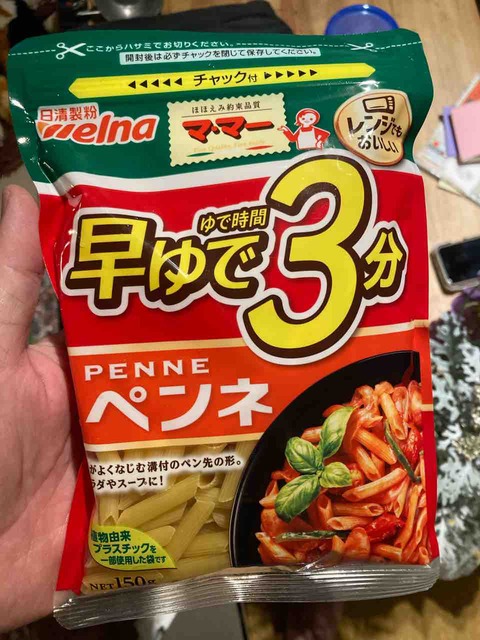 ここからハサミでお切りください。
開封後は必ずチャックを閉じて保存してください。
チャック付
日清製粉
Welna
ほほえみ約束品質
マ・マー
レンジでも
おいしい
ゆで時間
早ゆで3分
PENNE
ペンネ
がよくなじむ溝付のペン先の形。
ラダやスープに!
植物由来
プラスチックを
一部使用した袋です
NET150g